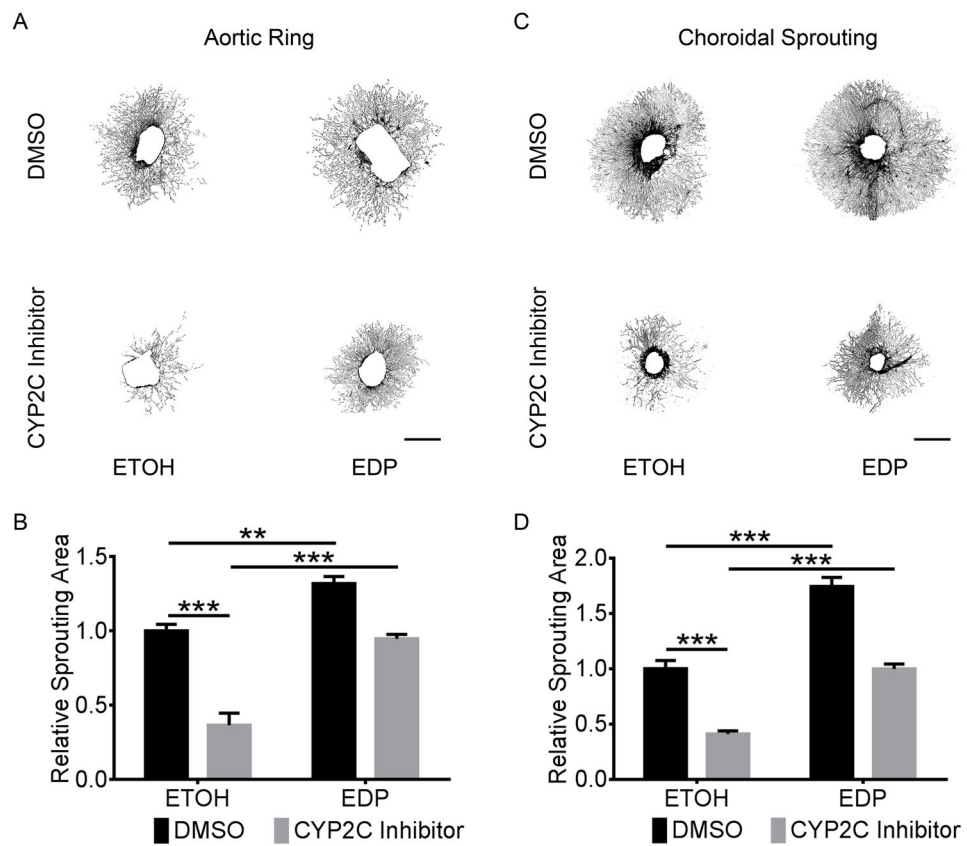 A
Aortic Ring
DMSO
CYP2C Inhibitor
ETOH EDP
C
Choroidal Sprouting
DMSO
CYP2C Inhibitor
ETOH EDP
B
Relative Sprouting Area
1.5
1.0
0.5
0.0
**
***
***
ETOH EDP
DMSO CYP2C Inhibitor
D
Relative Sprouting Area
2.0
1.5
1.0
0.5
0.0
***
***
***
ETOH EDP
DMSO CYP2C Inhibitor